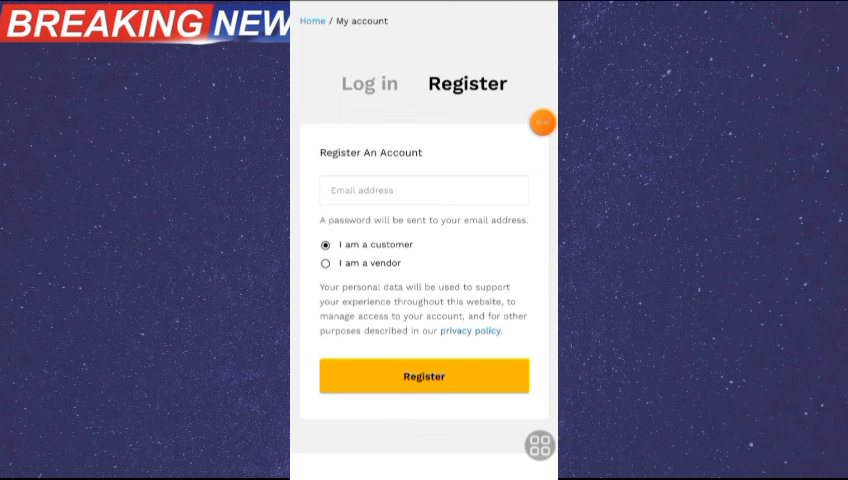 BREAKING NEW
Home / My account
Log in Register
Register An Account
Email address
A password will be sent to your email address.
I am a customer
I am a vendor
Your personal data will be used to support
your experience throughout this website, to
manage access to your account, and for other
purposes described in our privacy policy.
Register